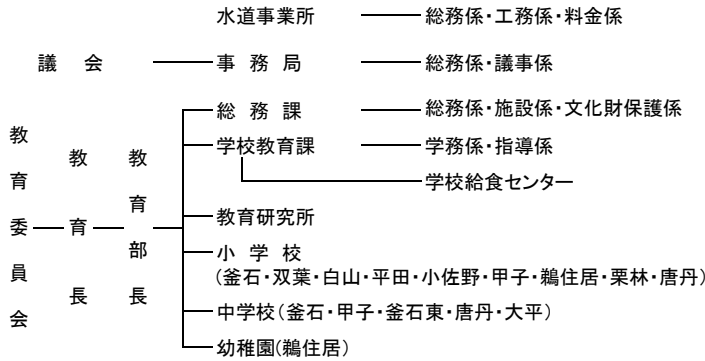 水道事業所 総務係・工務係・料金係
議会 事務局 総務係・議事係
教育委員会
教育長
教育部長
総務課 総務係・施設係・文化財保護係
学校教育課 学務係・指導係
学校給食センター
教育研究所
小学校
(釜石・双葉・白山・平田・小佐野・甲子・鵜住居・栗林・唐丹)
中学校(釜石・甲子・釜石東・唐丹・大平)
幼稚園(鵜住居)